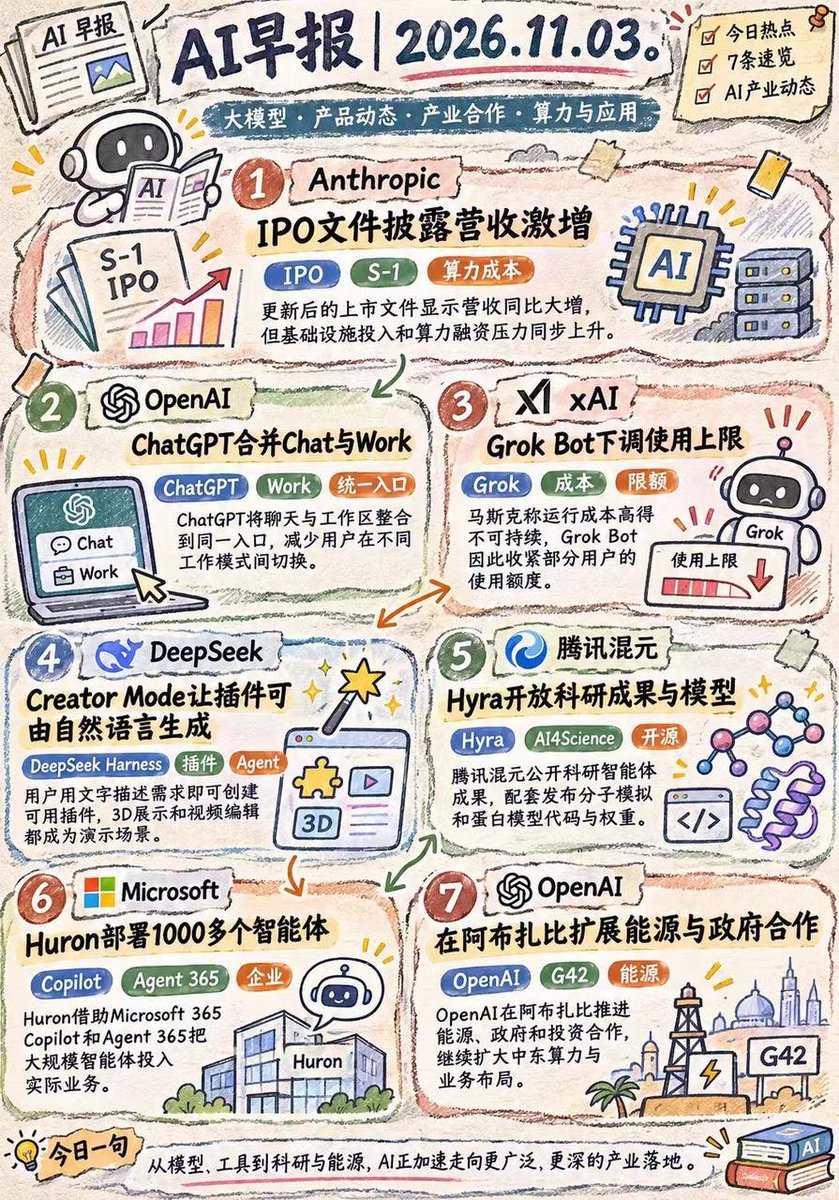 AI 早报
AI早报 | 2026.11.03。
今日热点
7条速览
AI产业动态
大模型 · 产品动态 · 产业合作 · 算力与应用
AI
1 Anthropic
IPO文件披露营收激增
IPO S-1 算力成本
更新后的上市文件显示营收同比大增，
但基础设施投入和算力融资压力同步上升。
S-1
IPO
AI
2 OpenAI
ChatGPT合并Chat与Work
ChatGPT Work 统一入口
ChatGPT将聊天与工作区整合
到同一入口，减少用户在不同
工作模式间切换。
Chat
Work
3 xAI
Grok Bot下调使用上限
Grok 成本 限额
马斯克称运行成本高得
不可持续，Grok Bot
因此收紧部分用户的
使用额度。
Grok
使用上限
4 DeepSeek
Creator Mode让插件可
由自然语言生成
DeepSeek Harness 插件 Agent
用户用文字描述需求即可创建
可用插件，3D展示和视频编辑
都成为演示场景。
3D
5 腾讯混元
Hyra开放科研成果与模型
Hyra AI4Science 开源
腾讯混元公开科研智能体
成果，配套发布分子模拟
和蛋白模型代码与权重。
</>
6 Microsoft
Huron部署1000多个智能体
Copilot Agent 365 企业
Huron借助Microsoft 365
Copilot和Agent 365把
大规模智能体投入
实际业务。
Huron
7 OpenAI
在阿布扎比扩展能源与政府合作
OpenAI G42 能源
OpenAI在阿布扎比推进
能源、政府和投资合作，
继续扩大中东算力与
业务布局。
G42
今日一句
从模型、工具到科研与能源，AI正加速走向更广泛、更深的产业落地。
AI